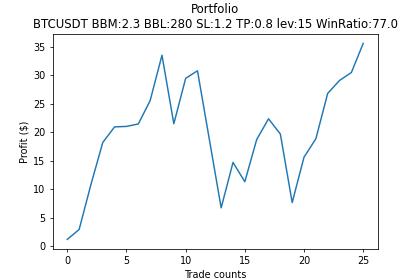 Portfolio
BTCUSDT BBM:2.3 BBL:280 SL:1.2 TP:0.8 lev:15 WinRatio:77.0
35
30
25
20
15
10
5
0
Profit ($)
0 5 10 15 20 25
Trade counts